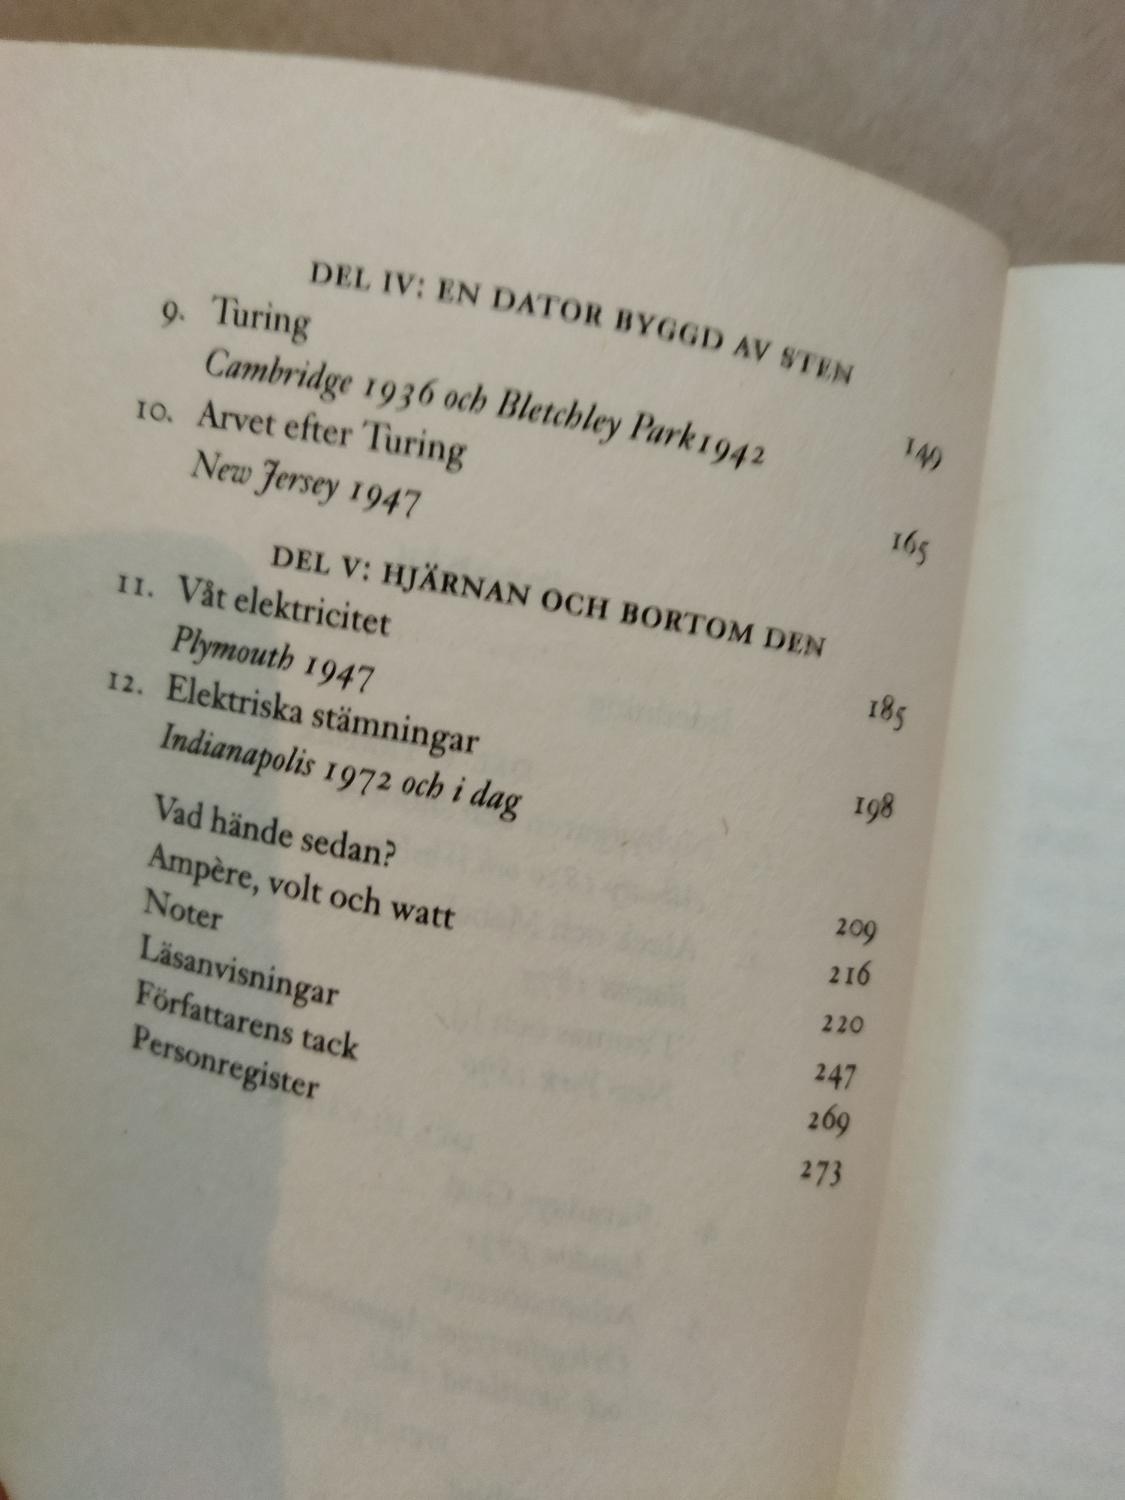 DEL IV: EN DATOR BYGGD AV STEN
9. Turing
Cambridge 1936 och Bletchley Park1942 149
10. Arvet efter Turing
New Jersey 1947 165
DEL V: HJÄRNAN OCH BORTOM DEN
11. Våt elektricitet
Plymouth 1947 185
12. Elektriska stämningar
Indianapolis 1972 och i dag 198
Vad hände sedan? 209
Ampère, volt och watt 216
Noter 220
Läsanvisningar 247
Författarens tack 269
Personregister 273